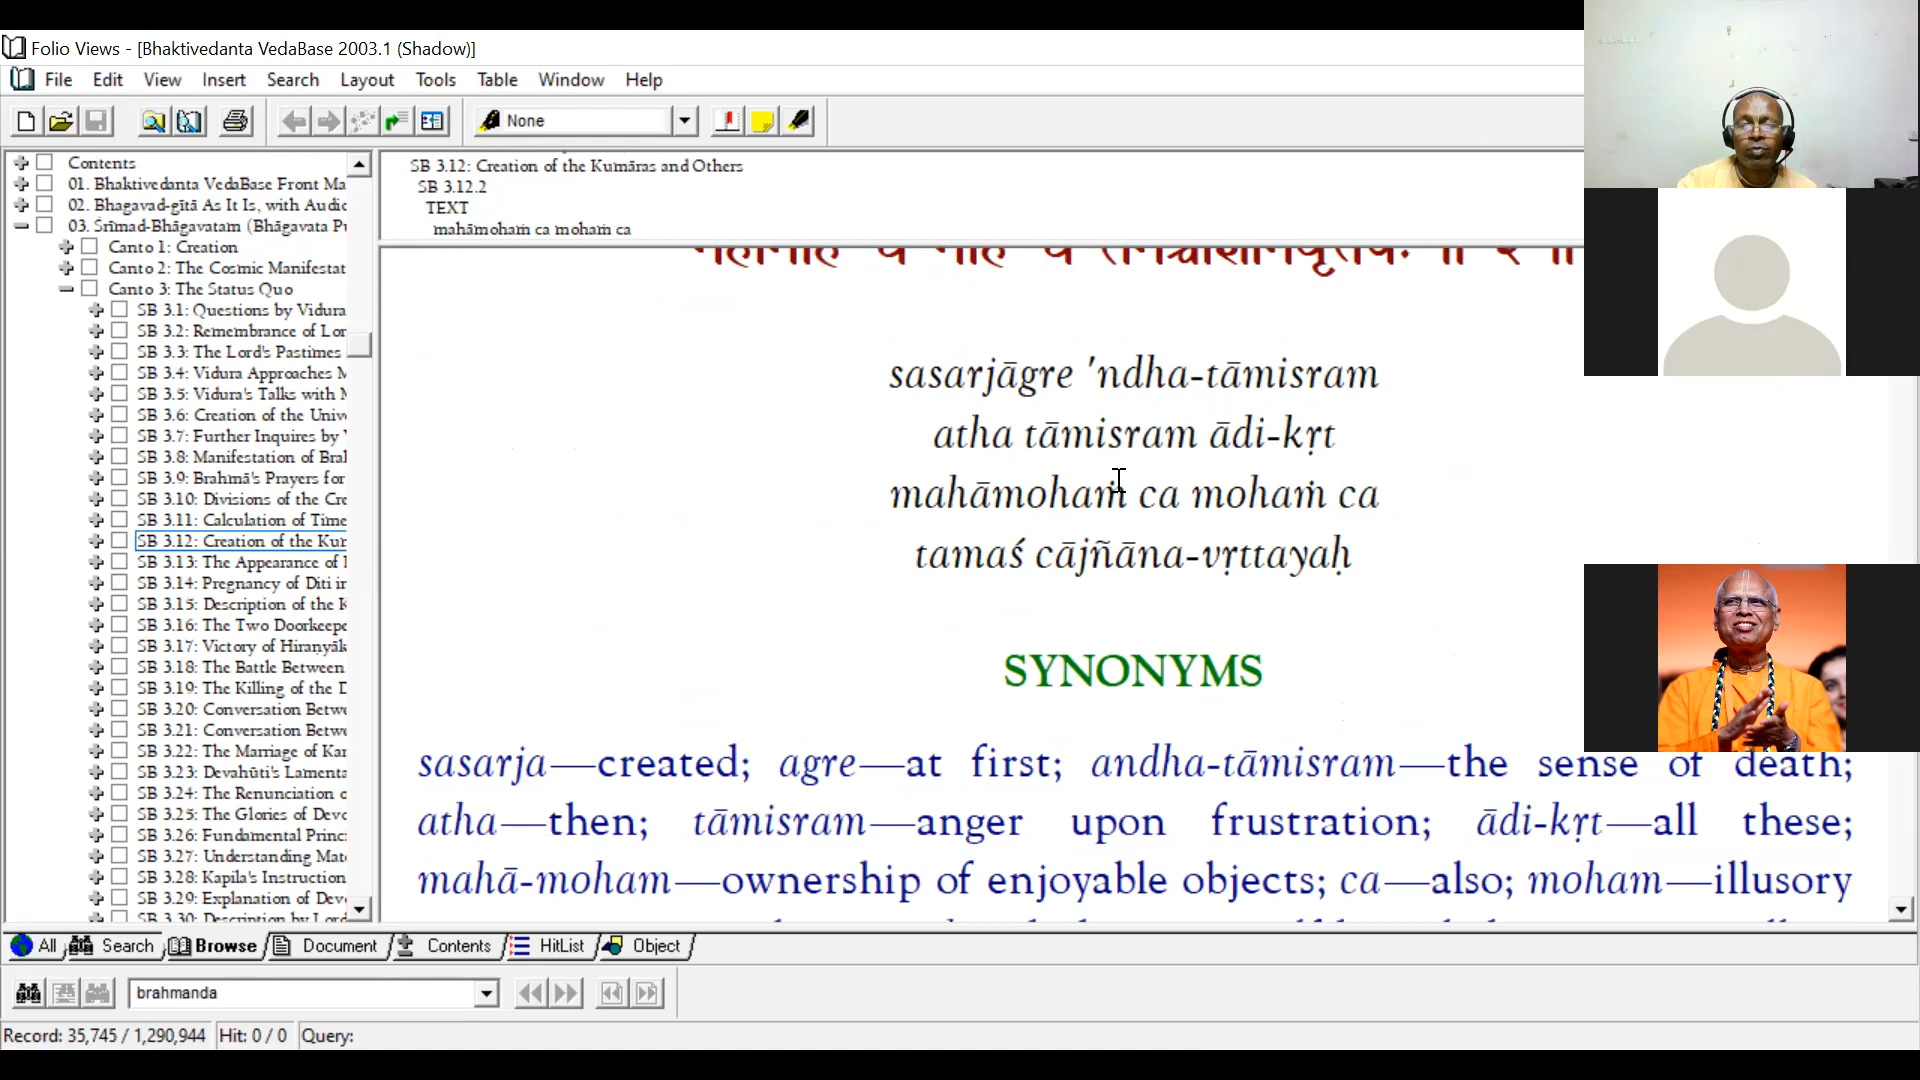 Folio Views - [Bhaktivedanta VedaBase 2003.1 (Shadow)]
File Edit View Insert Search Layout Tools Table Window Help
None
Contents
01. Bhaktivedanta VedaBase Front Ma
02. Bhagavad-gītā As It Is, with Audio
03. Śrīmad-Bhāgavatam (Bhāgavata Pu
Canto 1: Creation
Canto 2: The Cosmic Manifestat
Canto 3: The Status Quo
SB 3.1: Questions by Vidura
SB 3.2: Remembrance of Lor
SB 3.3: The Lord's Pastimes
SB 3.4: Vidura Approaches M
SB 3.5: Vidura's Talks with M
SB 3.6: Creation of the Univ
SB 3.7: Further Inquires by V
SB 3.8: Manifestation of Bral
SB 3.9: Brahmā's Prayers for
SB 3.10: Divisions of the Cre
SB 3.11: Calculation of Time
SB 3.12: Creation of the Kur
SB 3.13: The Appearance of
SB 3.14: Pregnancy of Diti in
SB 3.15: Description of the K
SB 3.16: The Two Doorkeepe
SB 3.17: Victory of Hiraṇyāk
SB 3.18: The Battle Between
SB 3.19: The Killing of the D
SB 3.20: Conversation Betwe
SB 3.21: Conversation Betwe
SB 3.22: The Marriage of Kar
SB 3.23: Devahūti's Lamenta
SB 3.24: The Renunciation o
SB 3.25: The Glories of Devo
SB 3.26: Fundamental Princi
SB 3.27: Understanding Mate
SB 3.28: Kapila's Instruction
SB 3.29: Explanation of Dev
SB 3.30: Description by Lord
SB 3.12: Creation of the Kumāras and Others
SB 3.12.2
TEXT
mahāmohaṁ ca mohaṁ ca
sasarjāgre 'ndha-tāmisram
atha tāmisram ādi-kṛt
mahāmohaṁ ca mohaṁ ca
tamaś cājñāna-vṛttayaḥ
SYNONYMS
sasarja—created; agre—at first; andha-tāmisram—the sense of death;
atha—then; tāmisram—anger upon frustration; ādi-kṛt—all these;
mahā-moham—ownership of enjoyable objects; ca—also; moham—illusory
All Search Browse Document Contents HitList Object
brahmanda
Record: 35,745 / 1,290,944 Hit: 0 / 0 Query: